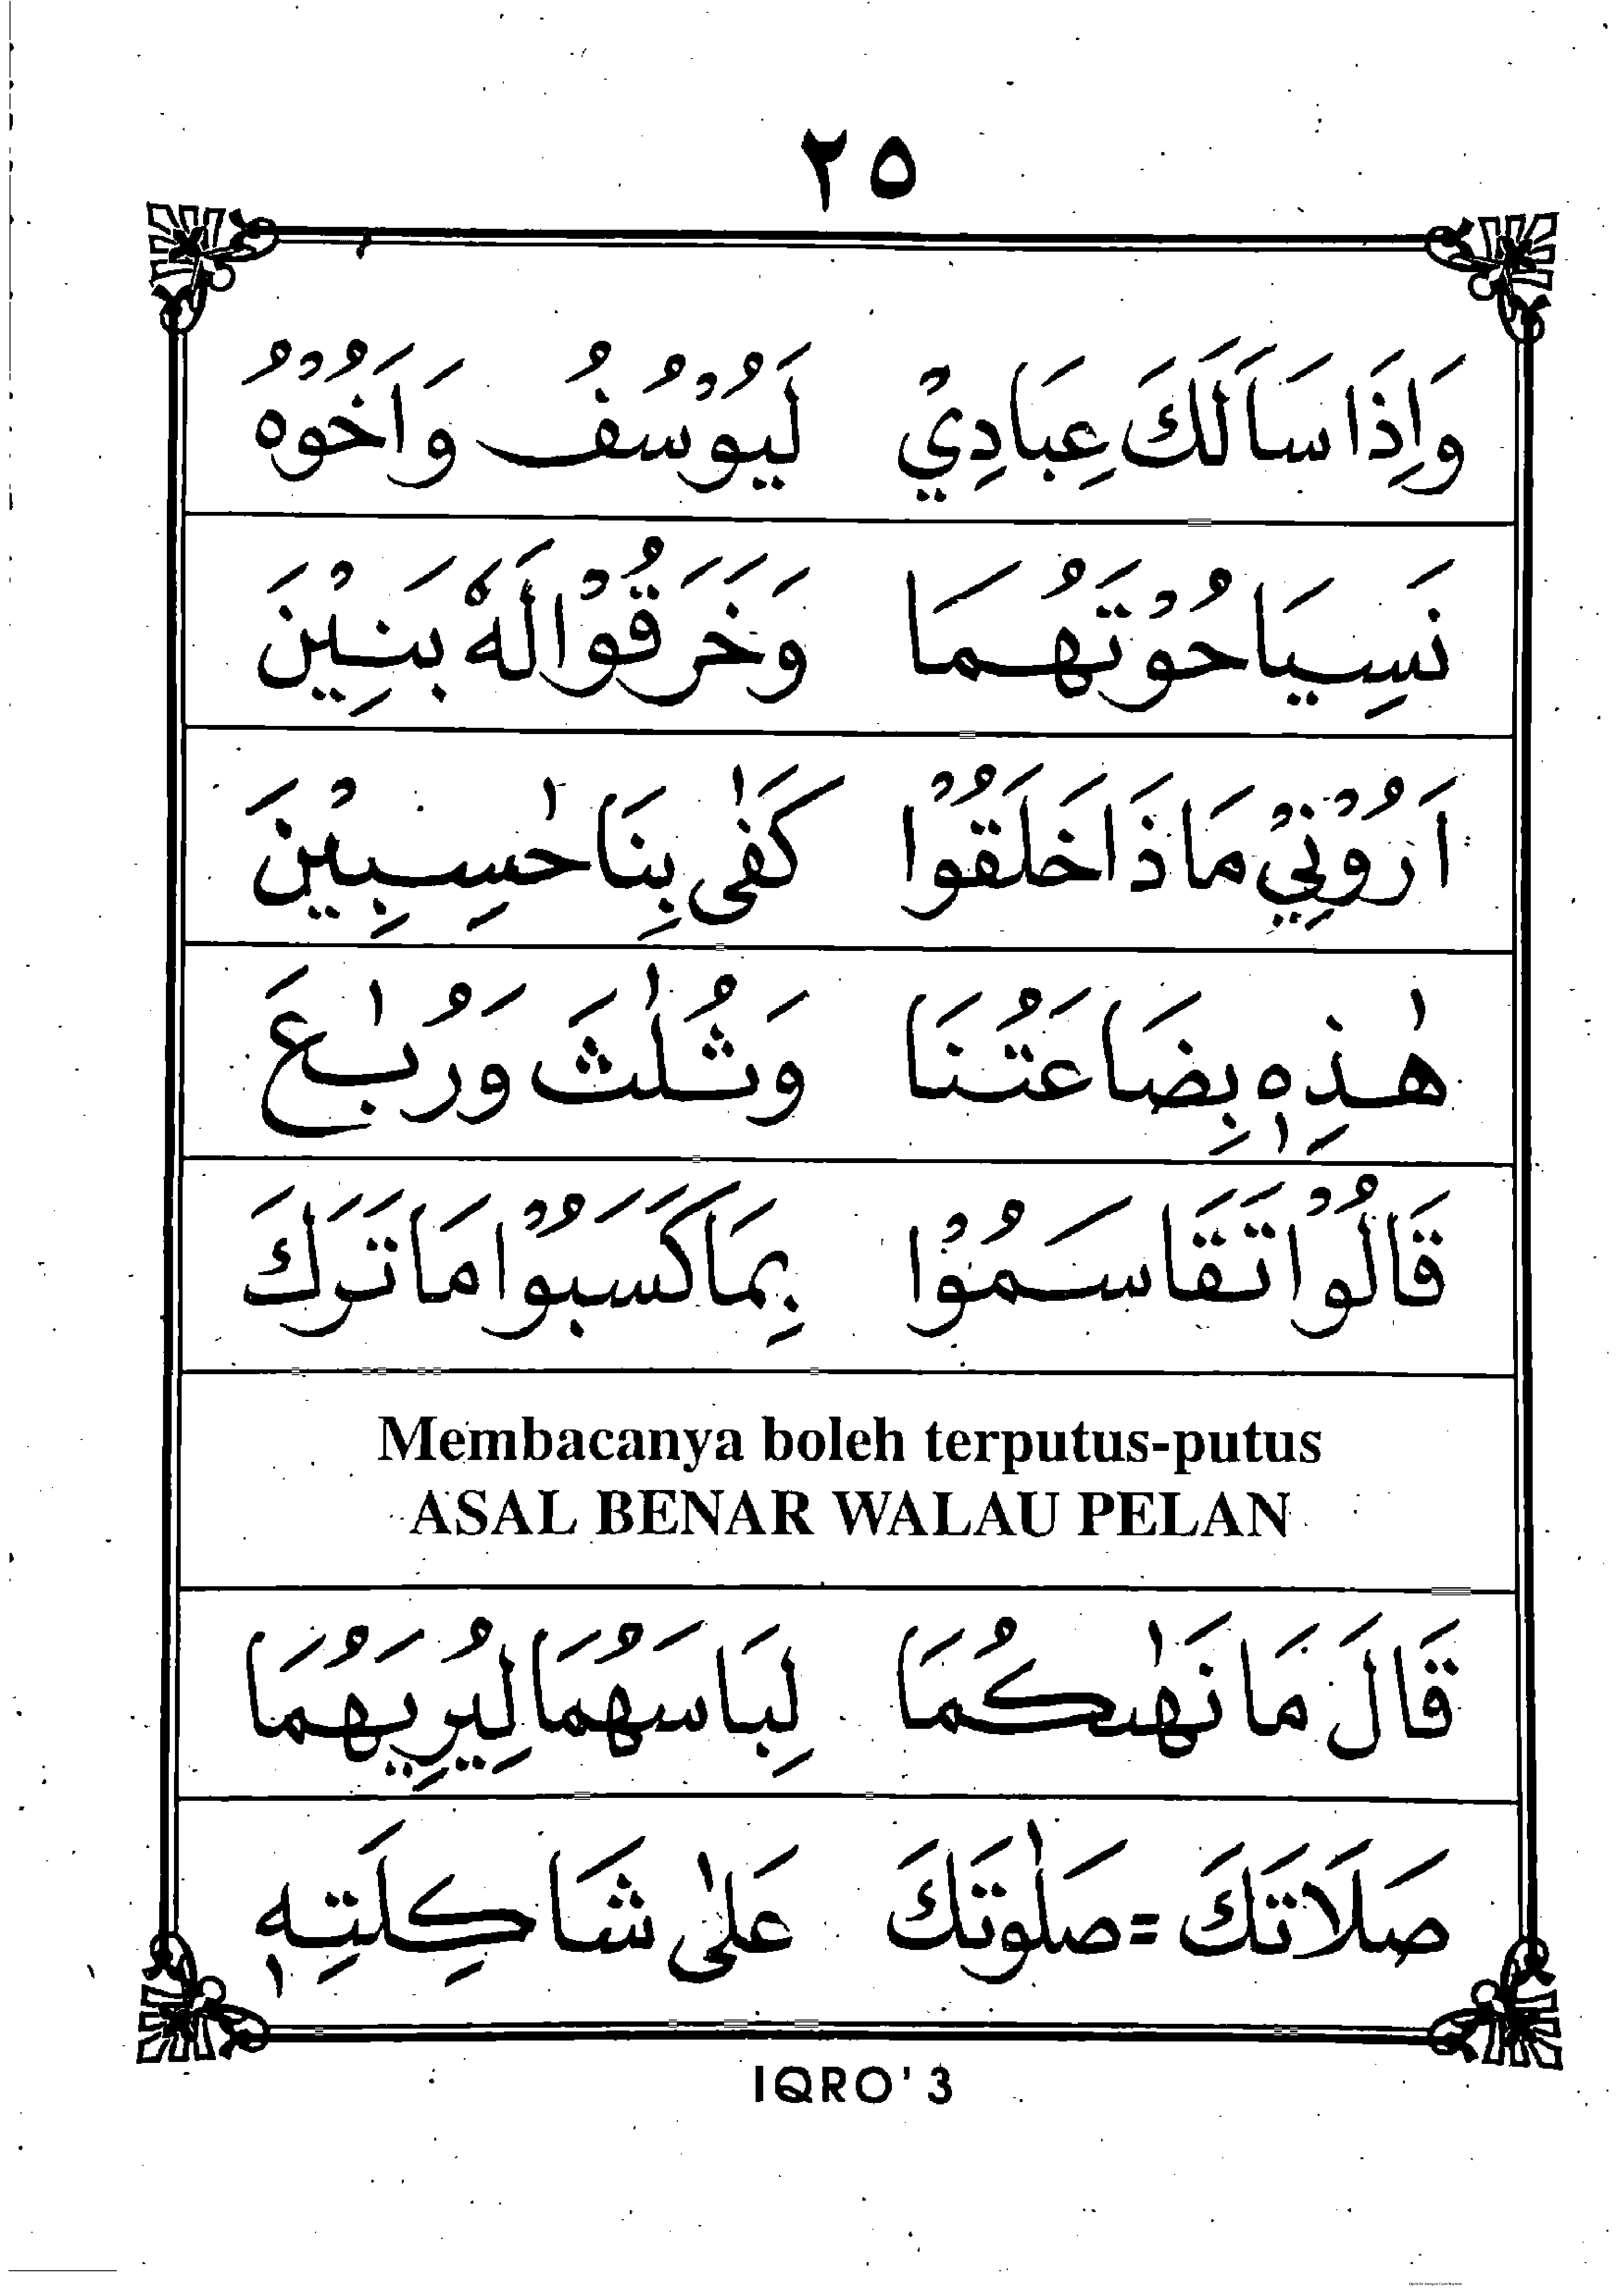 ٢٥
وَاِذَا سَاَلَكَ عِبَادِيْ لَيُوْسُفُ وَاَخُوْهُ
نَسِيَا حُوْتَهُمَا وَخَرَقُوْا لَهٗ بَنِيْنَ
اَرُوْنِيْ مَاذَا خَلَقُوْا كَفٰى بِنَا حٰسِبِيْنَ
هٰذِهٖ بِضَاعَتُنَا وَثُلٰثَ وَرُبٰعَ
قَالُوْا تَقَاسَمُوْا بِمَا كَسَبُوْا مَا تَرَكَ
Membacanya boleh terputus-putus
ASAL BENAR WALAU PELAN
قَالَ مَا نَهٰىكُمَا لِبَاسَهُمَا لِيُرِيَهُمَا
صَلَاتَكَ = صَلٰوتَكَ عَلٰى شَاكِلَتِهٖ
IQRO' 3